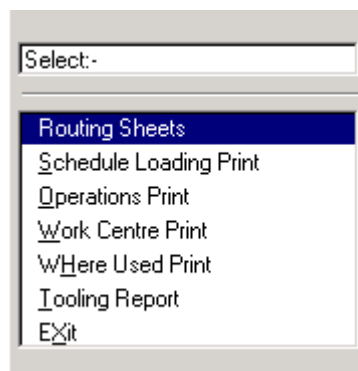 Select:-
Routing Sheets
Schedule Loading Print
Operations Print
Work Centre Print
WHere Used Print
Tooling Report
EXit